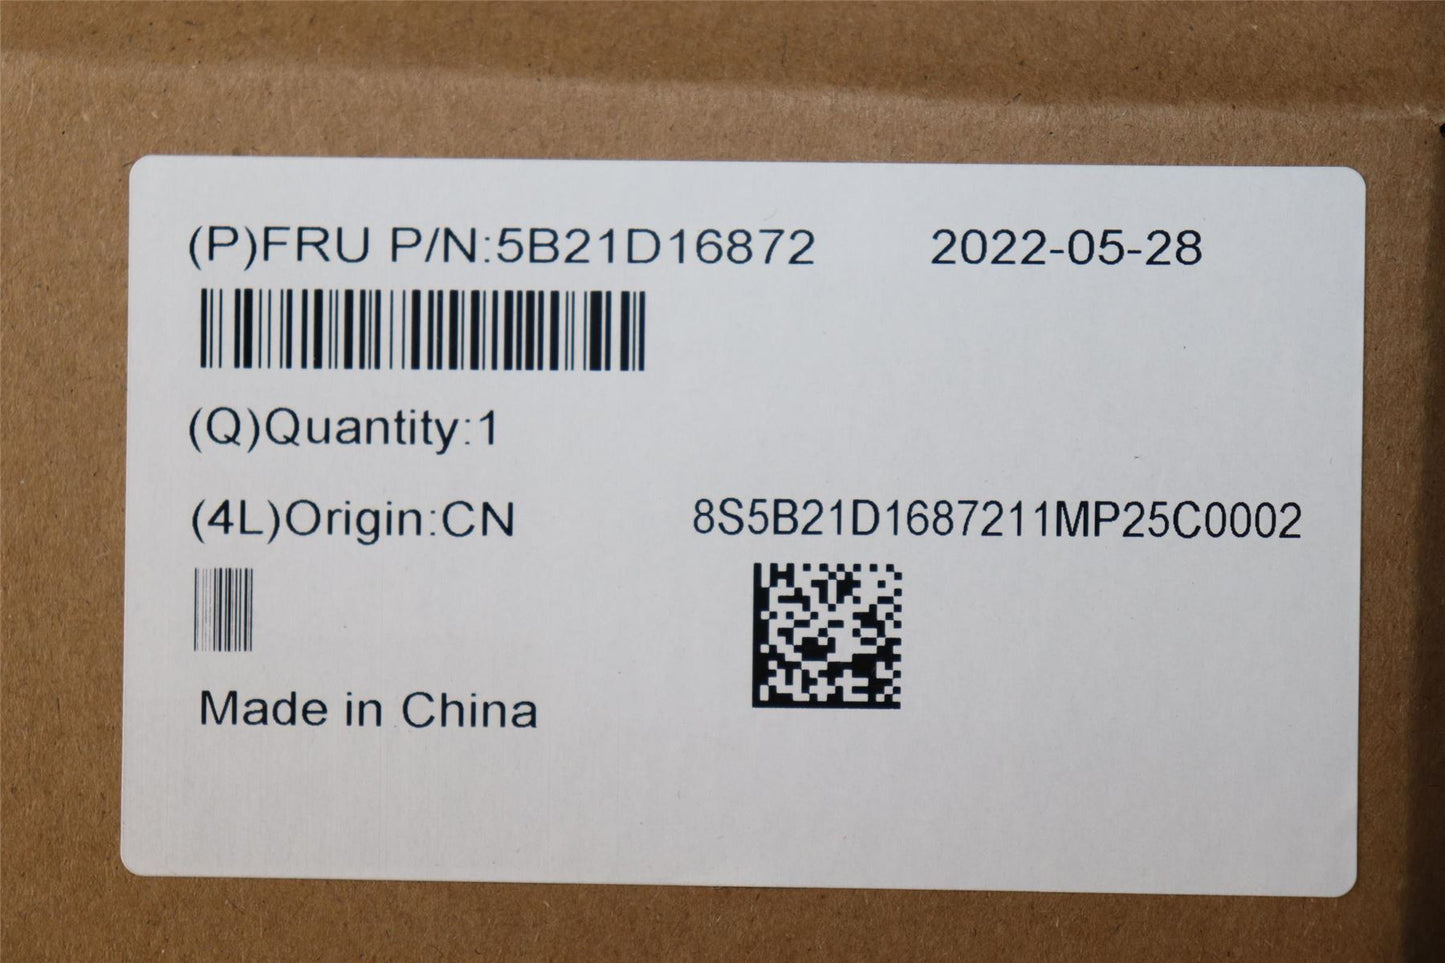 (P)FRU P/N:5B21D16872 2022-05-28
(Q)Quantity:1
(4L)Origin:CN 8S5B21D1687211MP25C0002
Made in China